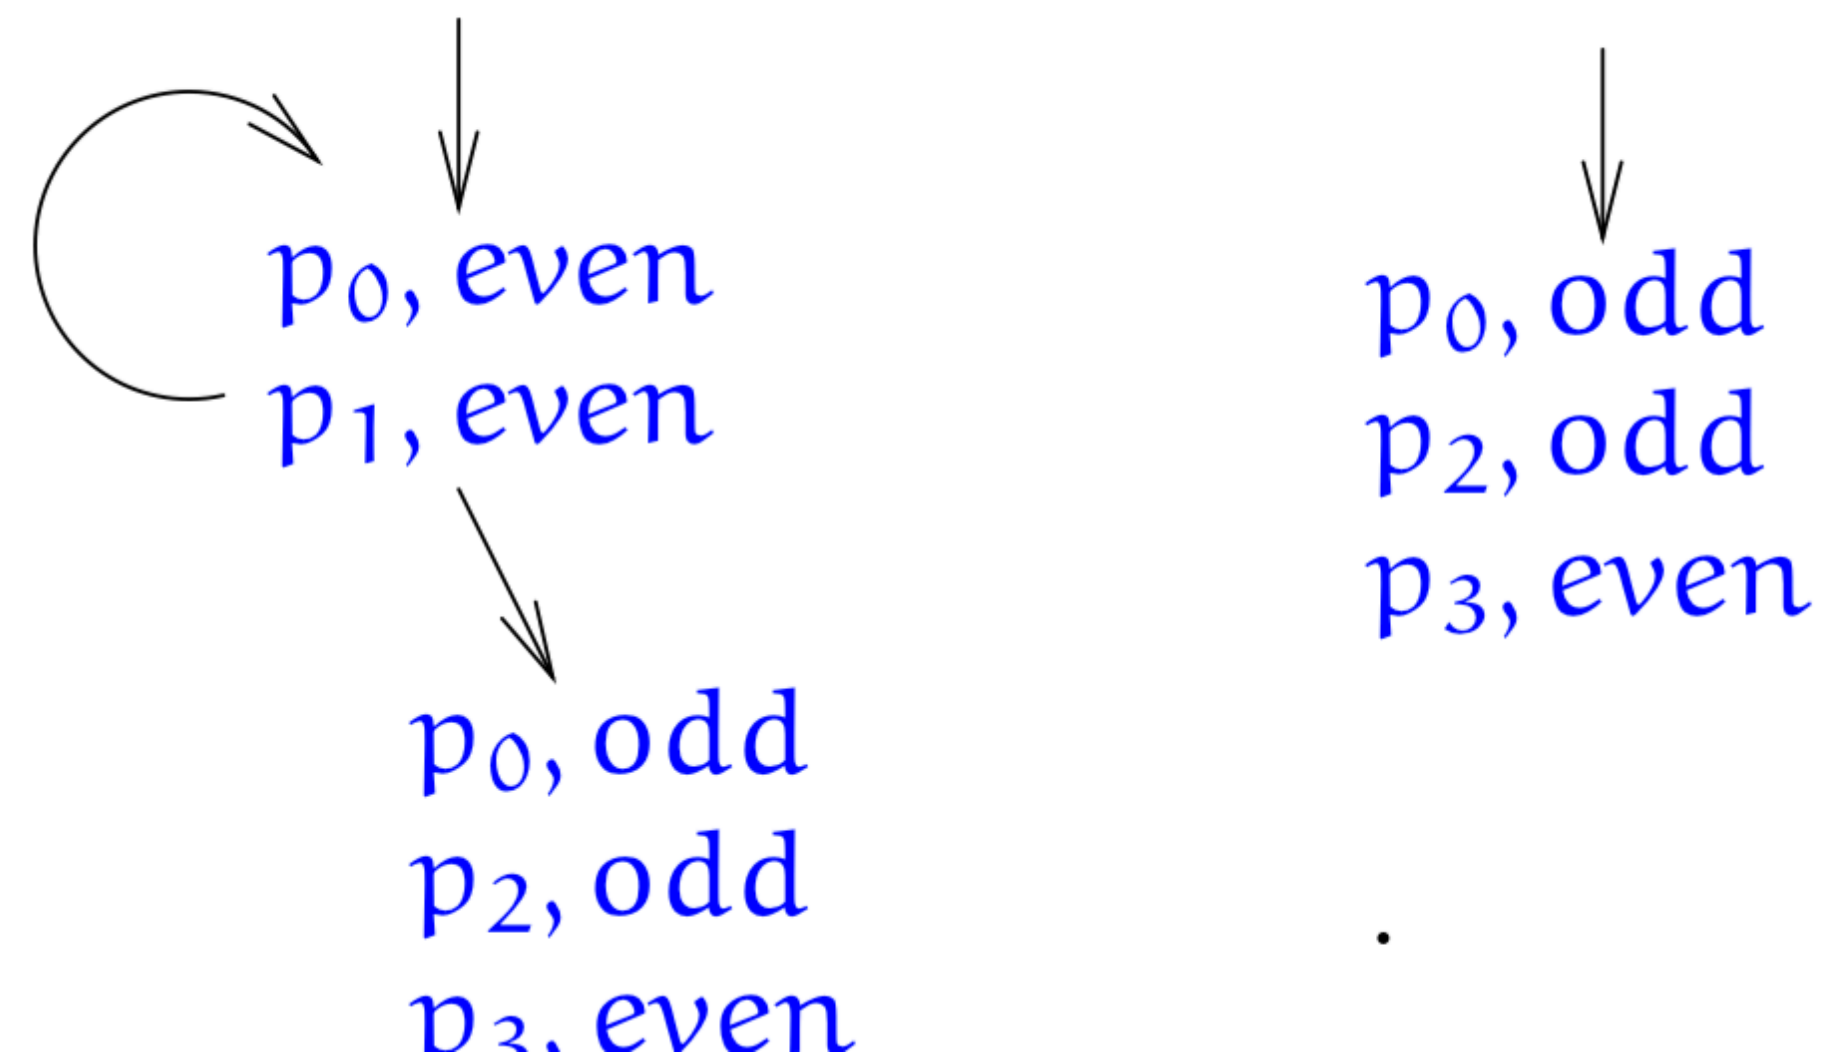 p₀, even
p₁, even
p₀, odd
p₂, odd
p₃, even
p₀, odd
p₂, odd
p₃, even